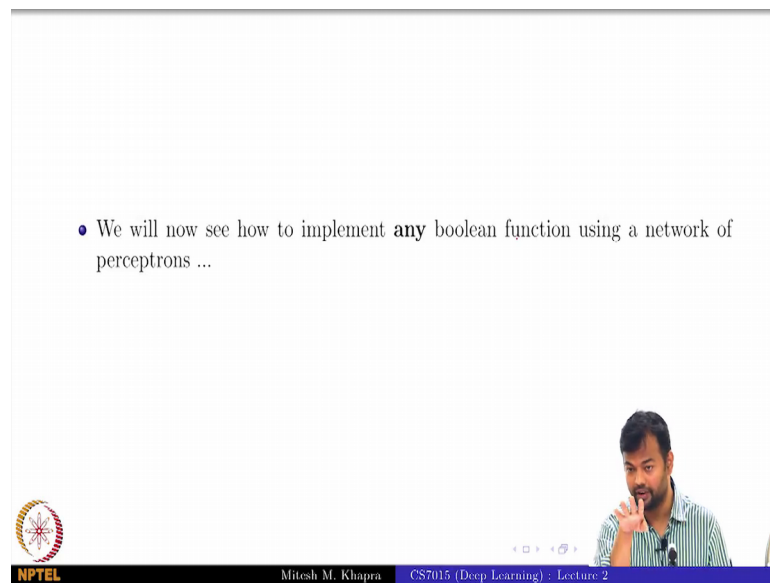 We will now see how to implement any boolean function using a network of
perceptrons ...
NPTEL
Mitesh M. Khapra
CS7015 (Deep Learning) : Lecture 2